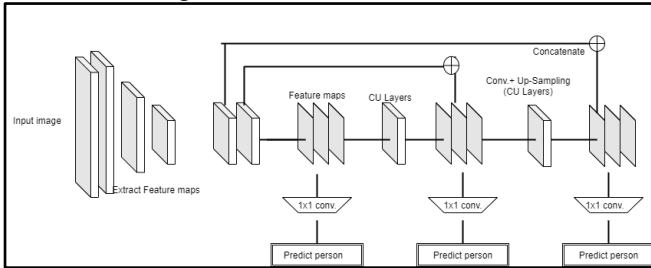 Concatenate
Conv.+ Up-Sampling
(CU Layers)
Feature maps
CU Layers
Input image
Extract Feature maps
1x1 conv.
1x1 conv.
1x1 conv.
Predict person
Predict person
Predict person